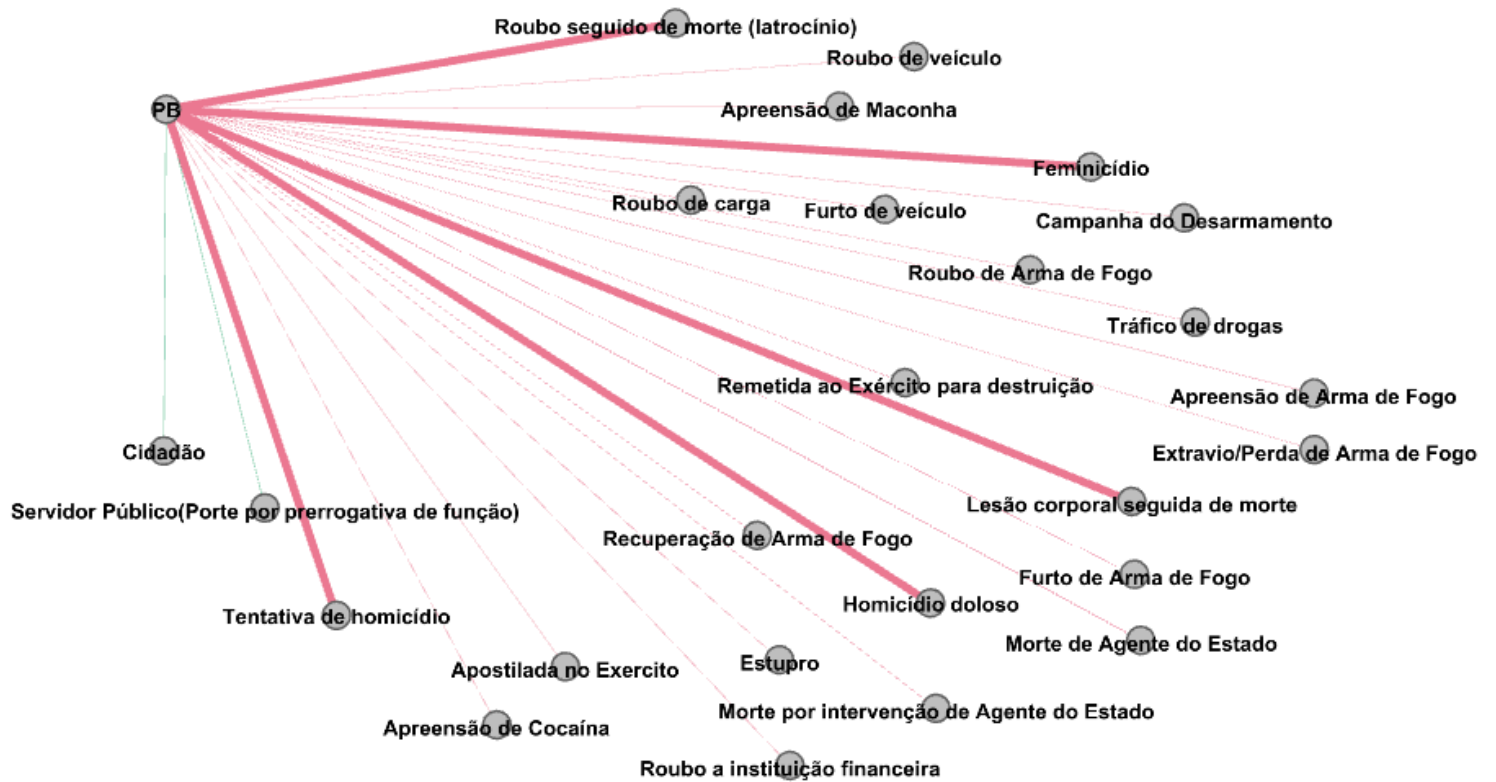 Roubo seguido de morte (latrocínio)
Roubo de veículo
PB
Apreensão de Maconha
Feminicídio
Roubo de carga
Furto de veículo
Campanha do Desarmamento
Roubo de Arma de Fogo
Tráfico de drogas
Remetida ao Exército para destruição
Apreensão de Arma de Fogo
Cidadão
Extravio/Perda de Arma de Fogo
Lesão corporal seguida de morte
Servidor Público(Porte por prerrogativa de função)
Recuperação de Arma de Fogo
Furto de Arma de Fogo
Homicídio doloso
Tentativa de homicídio
Morte de Agente do Estado
Estupro
Apostilada no Exercito
Morte por intervenção de Agente do Estado
Apreensão de Cocaína
Roubo a instituição financeira